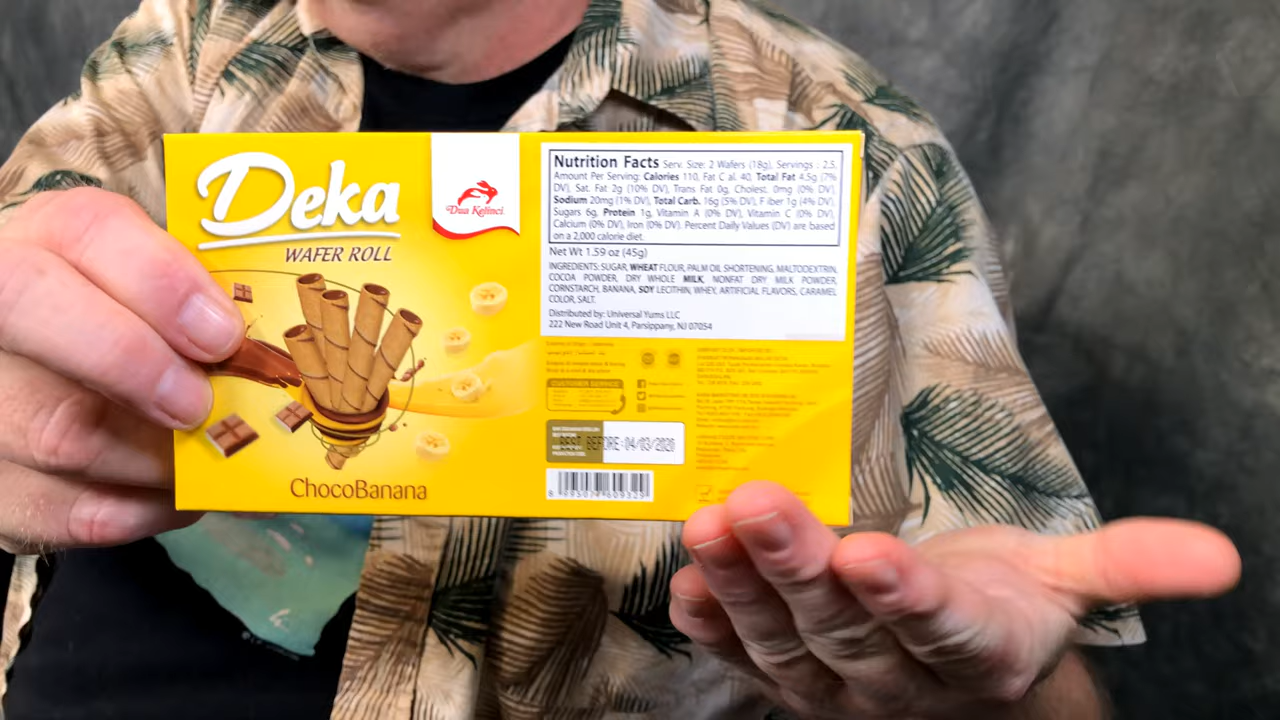 Deka
WAFER ROLL
Dua Kelinci
ChocoBanana
Nutrition Facts Serv. Size: 2 Wafers (18g), Servings : 2.5,
Amount Per Serving: Calories 110, Fat Cal. 40, Total Fat 4.5g (7%
DV), Sat. Fat 2g (10% DV), Trans Fat 0g, Cholest. 0mg (0% DV),
Sodium 20mg (1% DV), Total Carb. 16g (5% DV), Fiber 1g (4% DV),
Sugars 6g, Protein 1g, Vitamin A (0% DV), Vitamin C (0% DV),
Calcium (0% DV), Iron (0% DV). Percent Daily Values (DV) are based
on a 2,000 calorie diet.
Net Wt 1.59 oz (45g)
INGREDIENTS: SUGAR, WHEAT FLOUR, PALM OIL SHORTENING, MALTODEXTRIN,
COCOA POWDER, DRY WHOLE MILK, NONFAT DRY MILK POWDER,
CORNSTARCH, BANANA, SOY LECITHIN, WHEY, ARTIFICIAL FLAVORS, CARAMEL
COLOR, SALT.
Distributed by: Universal Yums LLC
222 New Road Unit 4, Parsippany, NJ 07054
CUSTOMER SERVICE
BEST BEFORE :04/03/2020